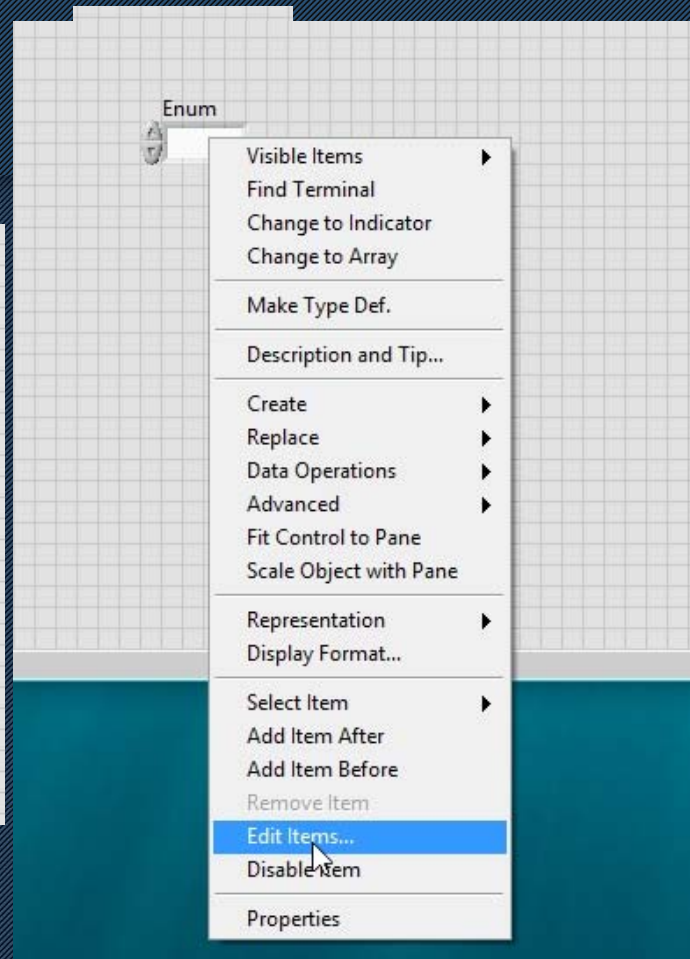 Enum
Visible Items
Find Terminal
Change to Indicator
Change to Array
Make Type Def.
Description and Tip...
Create
Replace
Data Operations
Advanced
Fit Control to Pane
Scale Object with Pane
Representation
Display Format...
Select Item
Add Item After
Add Item Before
Remove Item
Edit Items...
Disable Item
Properties